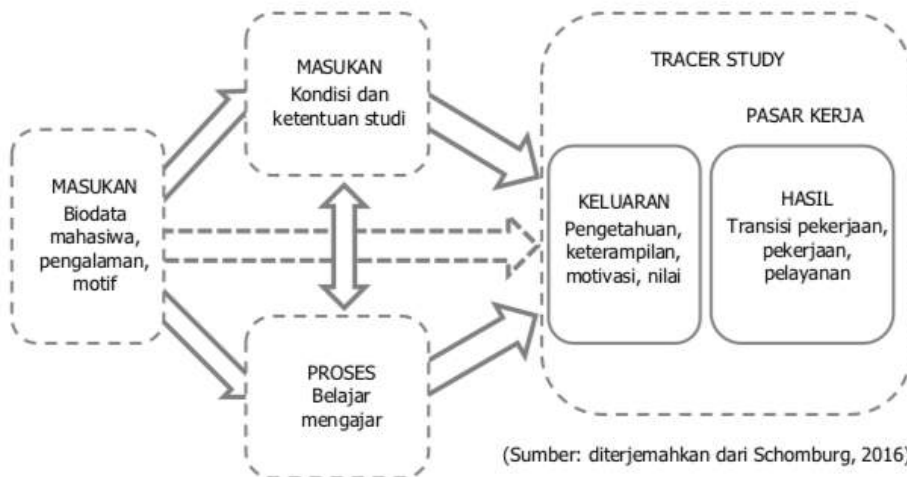 MASUKAN
Biodata
mahasiwa,
pengalaman,
motif
MASUKAN
Kondisi dan
ketentuan studi
PROSES
Belajar
mengajar
TRACER STUDY
PASAR KERJA
KELUARAN
Pengetahuan,
keterampilan,
motivasi, nilai
HASIL
Transisi pekerjaan,
pekerjaan,
pelayanan
(Sumber: diterjemahkan dari Schomburg, 2016)